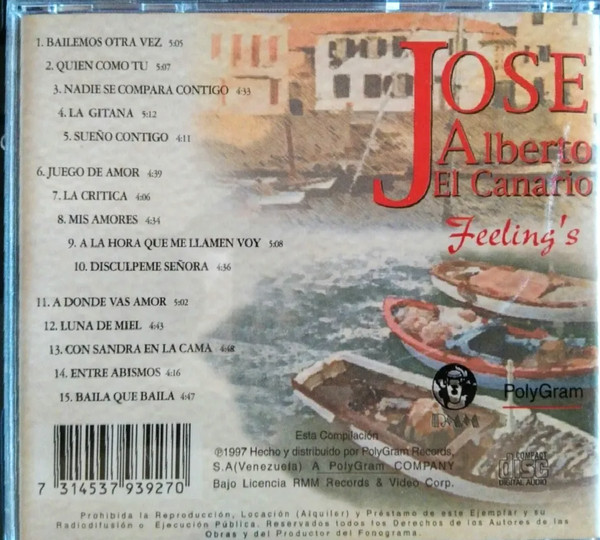 1. BAILEMOS OTRA VEZ 5:05
2. QUIEN COMO TU 5:07
3. NADIE SE COMPARA CONTIGO 4:33
4. LA GITANA 5:12
5. SUEÑO CONTIGO 4:11
6. JUEGO DE AMOR 4:39
7. LA CRITICA 4:06
8. MIS AMORES 4:34
9. A LA HORA QUE ME LLAMEN VOY 5:08
10. DISCULPEME SEÑORA 4:36
11. A DONDE VAS AMOR 5:02
12. LUNA DE MIEL 4:43
13. CON SANDRA EN LA CAMA 4:48
14. ENTRE ABISMOS 4:16
15. BAILA QUE BAILA 4:47
JOSE
Alberto
El Canario
Feeling's
PolyGram
Esta Compilación
℗1997 Hecho y distribuido por PolyGram Records,
S.A(Venezuela) A PolyGram COMPANY
Bajo Licencia RMM Records & Video Corp.
COMPACT
disc
DIGITAL AUDIO
7 314537 939270
Prohibida la Reproducción, Locación (Alquiler) y Préstamo de este Ejemplar y su
Radiodifusión o Ejecución Pública. Reservados todos los Derechos de los Autores de las
Obras y del Productor del Fonograma.